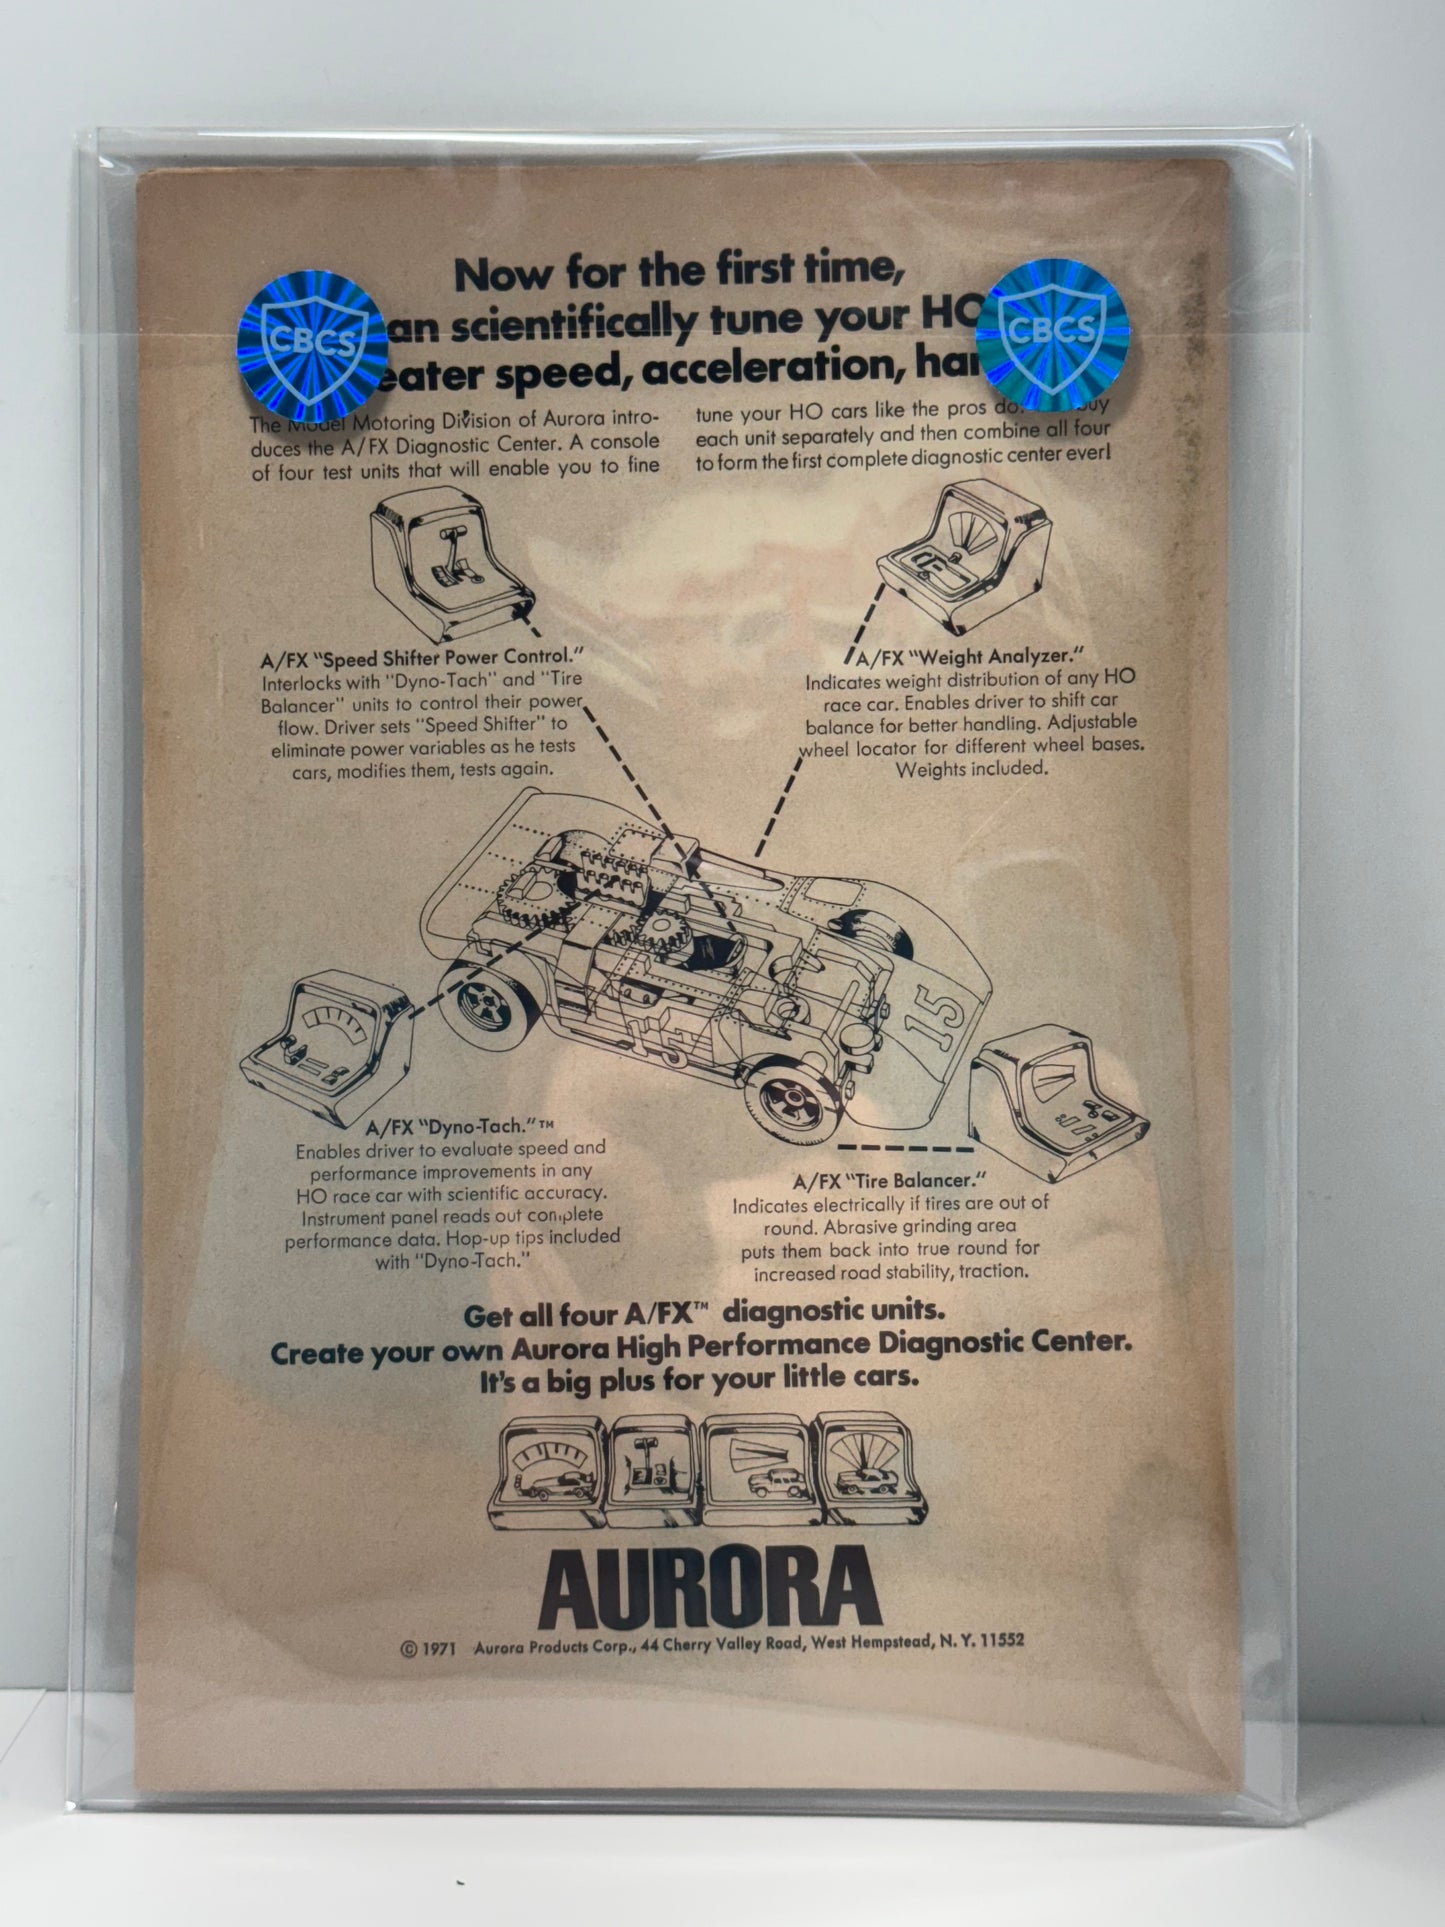 Now for the first time,
CBCS
an scientifically tune your HO
CBCS
eater speed, acceleration, han
The Model Motoring Division of Aurora intro-
duces the A/FX Diagnostic Center. A console
of four test units that will enable you to fine
tune your HO cars like the pros do. buy
each unit separately and then combine all four
to form the first complete diagnostic center ever!
A/FX "Speed Shifter Power Control."
Interlocks with "Dyno-Tach" and "Tire
Balancer" units to control their power
flow. Driver sets "Speed Shifter" to
eliminate power variables as he tests
cars, modifies them, tests again.
A/FX "Weight Analyzer."
Indicates weight distribution of any HO
race car. Enables driver to shift car
balance for better handling. Adjustable
wheel locator for different wheel bases.
Weights included.
15
15
A/FX "Dyno-Tach."™
Enables driver to evaluate speed and
performance improvements in any
HO race car with scientific accuracy.
Instrument panel reads out complete
performance data. Hop-up tips included
with "Dyno-Tach."
A/FX "Tire Balancer."
Indicates electrically if tires are out of
round. Abrasive grinding area
puts them back into true round for
increased road stability, traction.
Get all four A/FX™ diagnostic units.
Create your own Aurora High Performance Diagnostic Center.
It's a big plus for your little cars.
AURORA
© 1971 Aurora Products Corp., 44 Cherry Valley Road, West Hempstead, N. Y. 11552